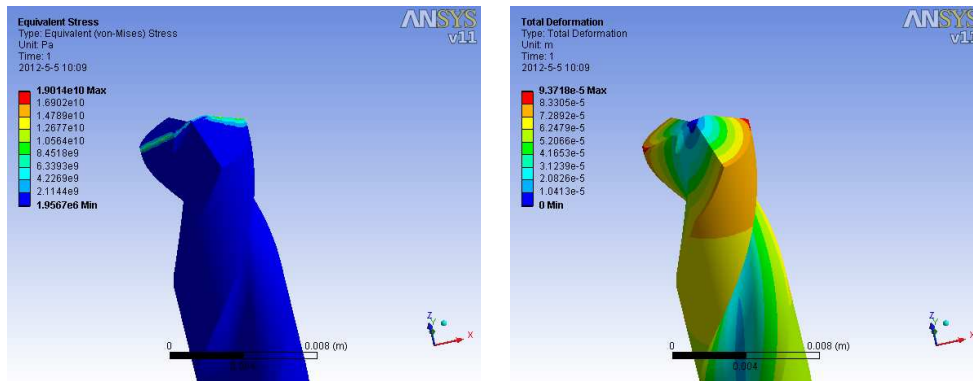 Equivalent Stress
Type: Equivalent (von-Mises) Stress
Unit: Pa
Time: 1
2012-5-5 10:09
1.9014e10 Max
1.6902e10
1.4789e10
1.2677e10
1.0564e10
8.4518e9
6.3393e9
4.2269e9
2.1144e9
1.9567e6 Min
ANSYS
v11
0
0.008 (m)
0.004
Z
Y
X
Total Deformation
Type: Total Deformation
Unit: m
Time: 1
2012-5-5 10:09
9.3718e-5 Max
8.3305e-5
7.2892e-5
6.2479e-5
5.2066e-5
4.1653e-5
3.1239e-5
2.0826e-5
1.0413e-5
0 Min
ANSYS
v11
0
0.008 (m)
0.004
Z
Y
X